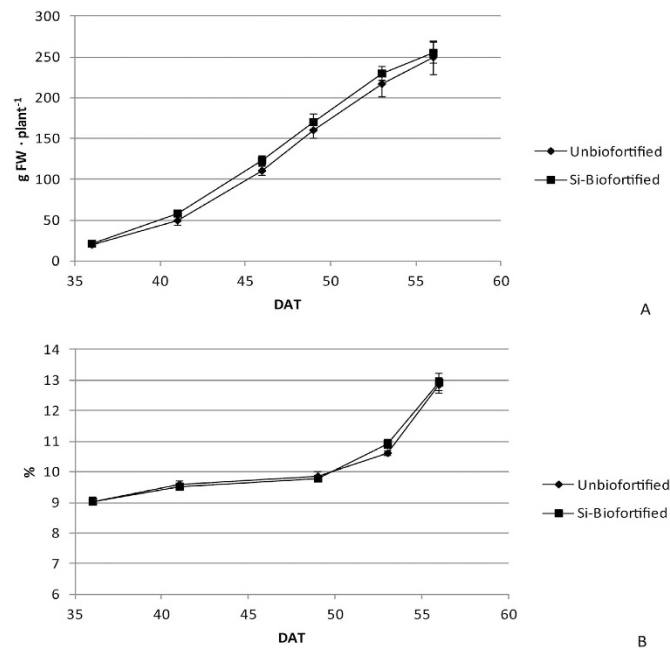 g FW · plant⁻¹
300
250
200
150
100
50
0
35 40 45 50 55 60
DAT
Unbiofortified
Si-Biofortified
A
%
14
13
12
11
10
9
8
7
6
35 40 45 50 55 60
DAT
Unbiofortified
Si-Biofortified
B